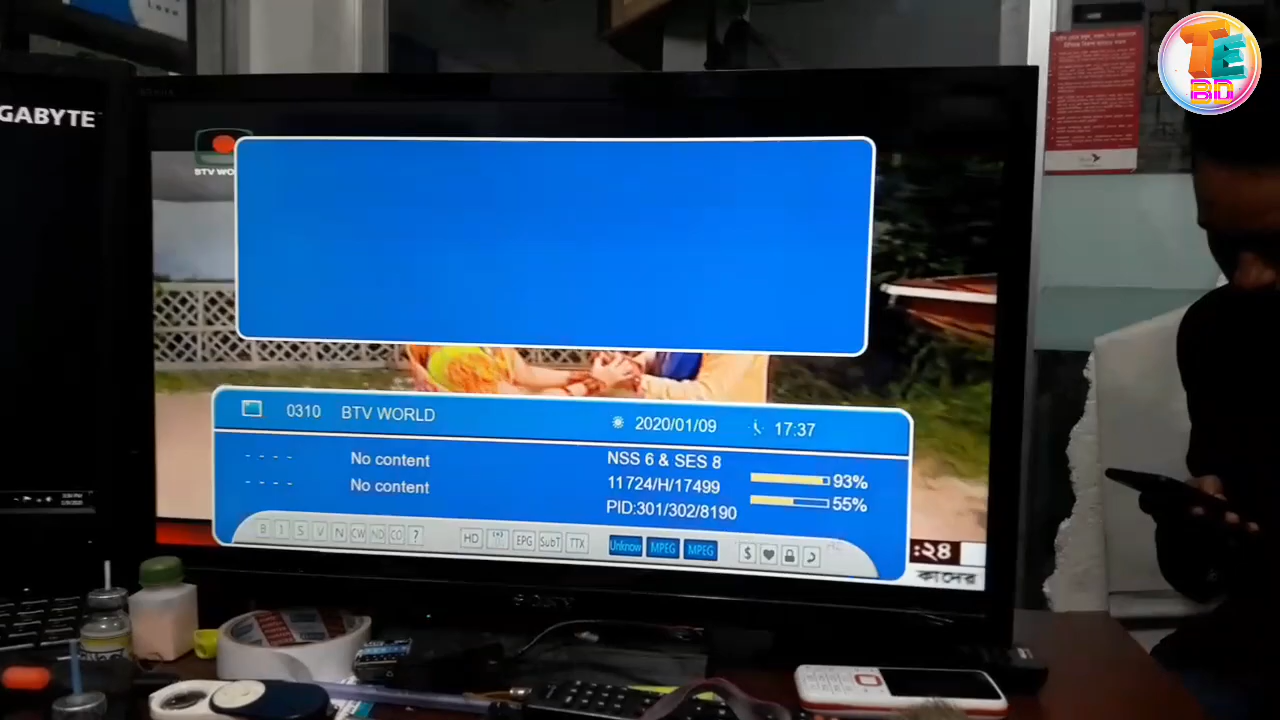 GABYTE
TE
BD
BTV WO
0310 BTV WORLD
2020/01/09 17:37
- - - - No content
- - - - No content
NSS 6 & SES 8
11724/H/17499
PID:301/302/8190
93%
55%
B I S V N CW ND CO ?
HD EPG SubT TTX
Unknow MPEG MPEG
$
:২৪
কাদের
SONY